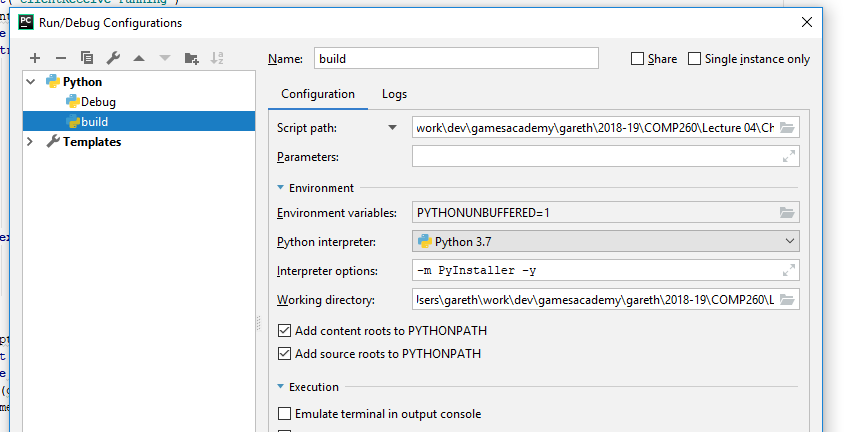 t( clientReceive running )
PC Run/Debug Configurations
Name: build
Share
Single instance only
Python
Debug
build
Templates
Configuration
Logs
Script path:
work\dev\gamesacademy\gareth\2018-19\COMP260\Lecture 04\Ch
Parameters:
Environment
Environment variables:
PYTHONUNBUFFERED=1
Python interpreter:
Python 3.7
Interpreter options:
-m PyInstaller -y
Working directory:
Jsers\gareth\work\dev\gamesacademy\gareth\2018-19\COMP260\L
Add content roots to PYTHONPATH
Add source roots to PYTHONPATH
Execution
Emulate terminal in output console